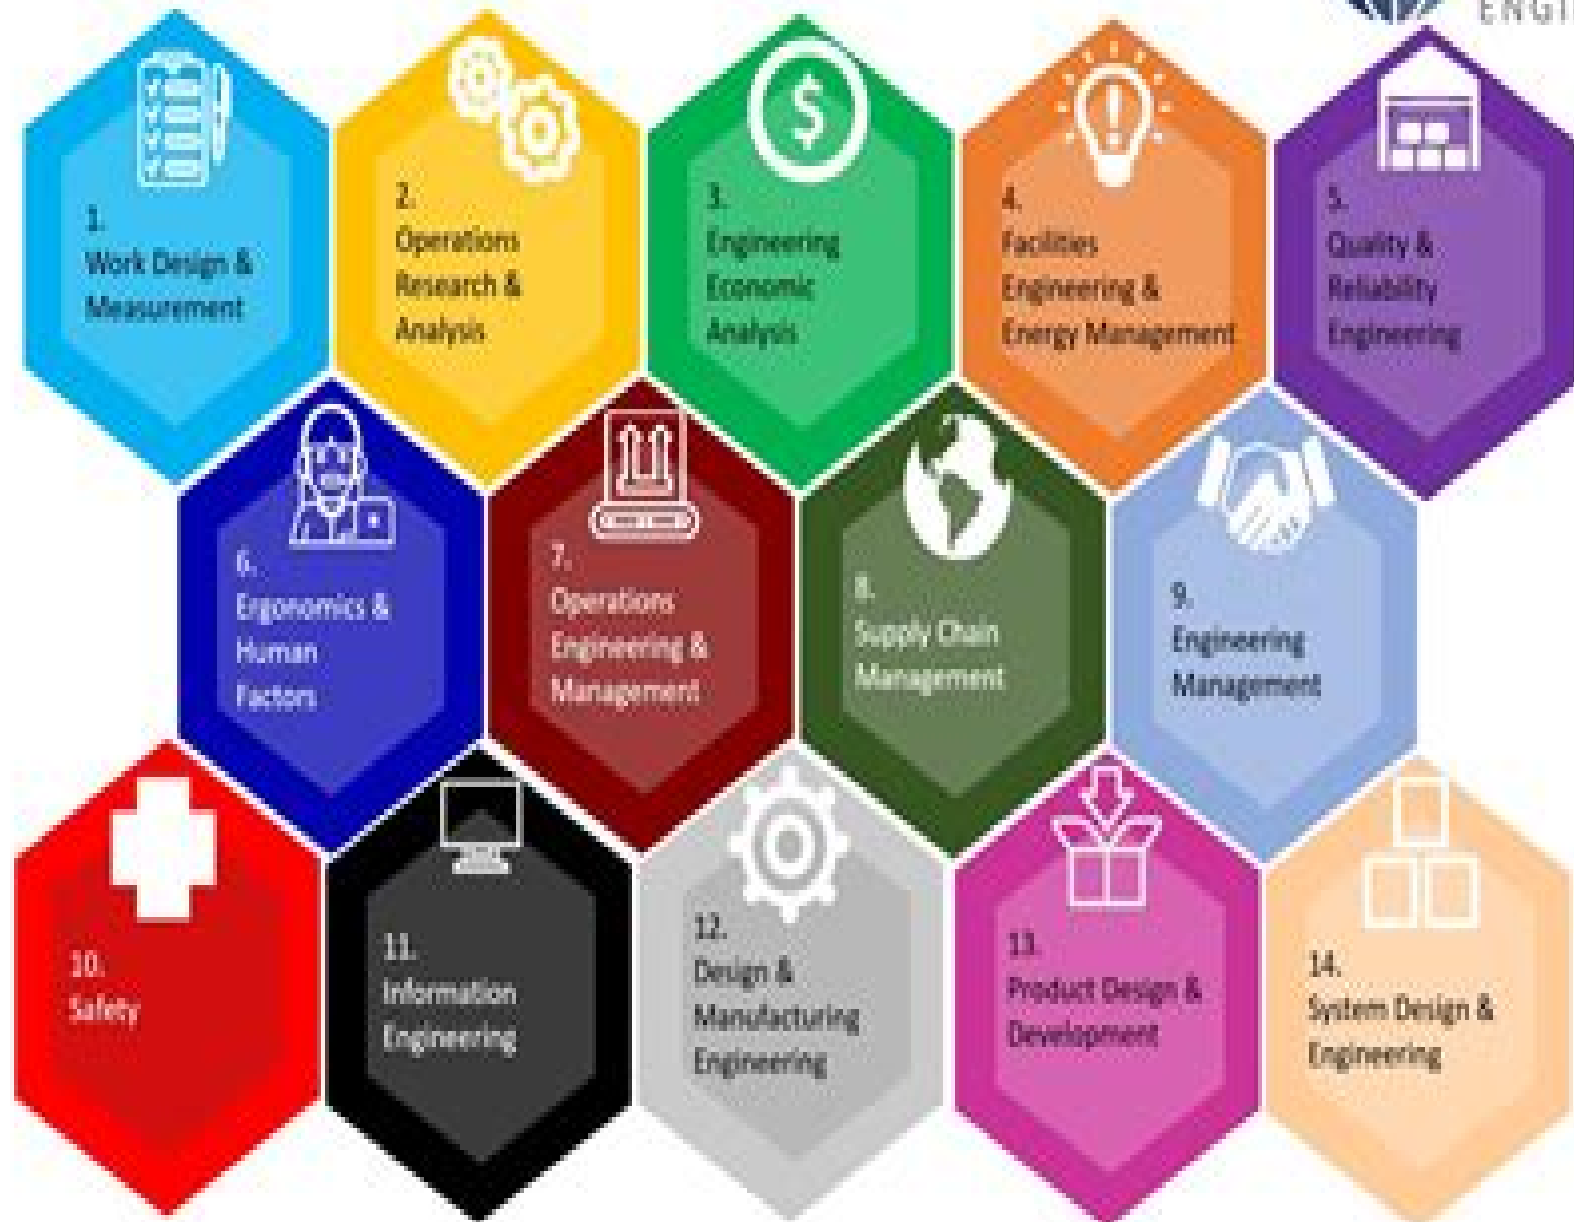 ENGI
1.
Work Design &
Measurement
2.
Operations
Research &
Analysis
3.
Engineering
Economic
Analysis
4.
Facilities
Engineering &
Energy Management
5.
Quality &
Reliability
Engineering
6.
Ergonomics &
Human
Factors
7.
Operations
Engineering &
Management
8.
Supply Chain
Management
9.
Engineering
Management
10.
Safety
11.
Information
Engineering
12.
Design &
Manufacturing
Engineering
13.
Product Design &
Development
14.
System Design &
Engineering